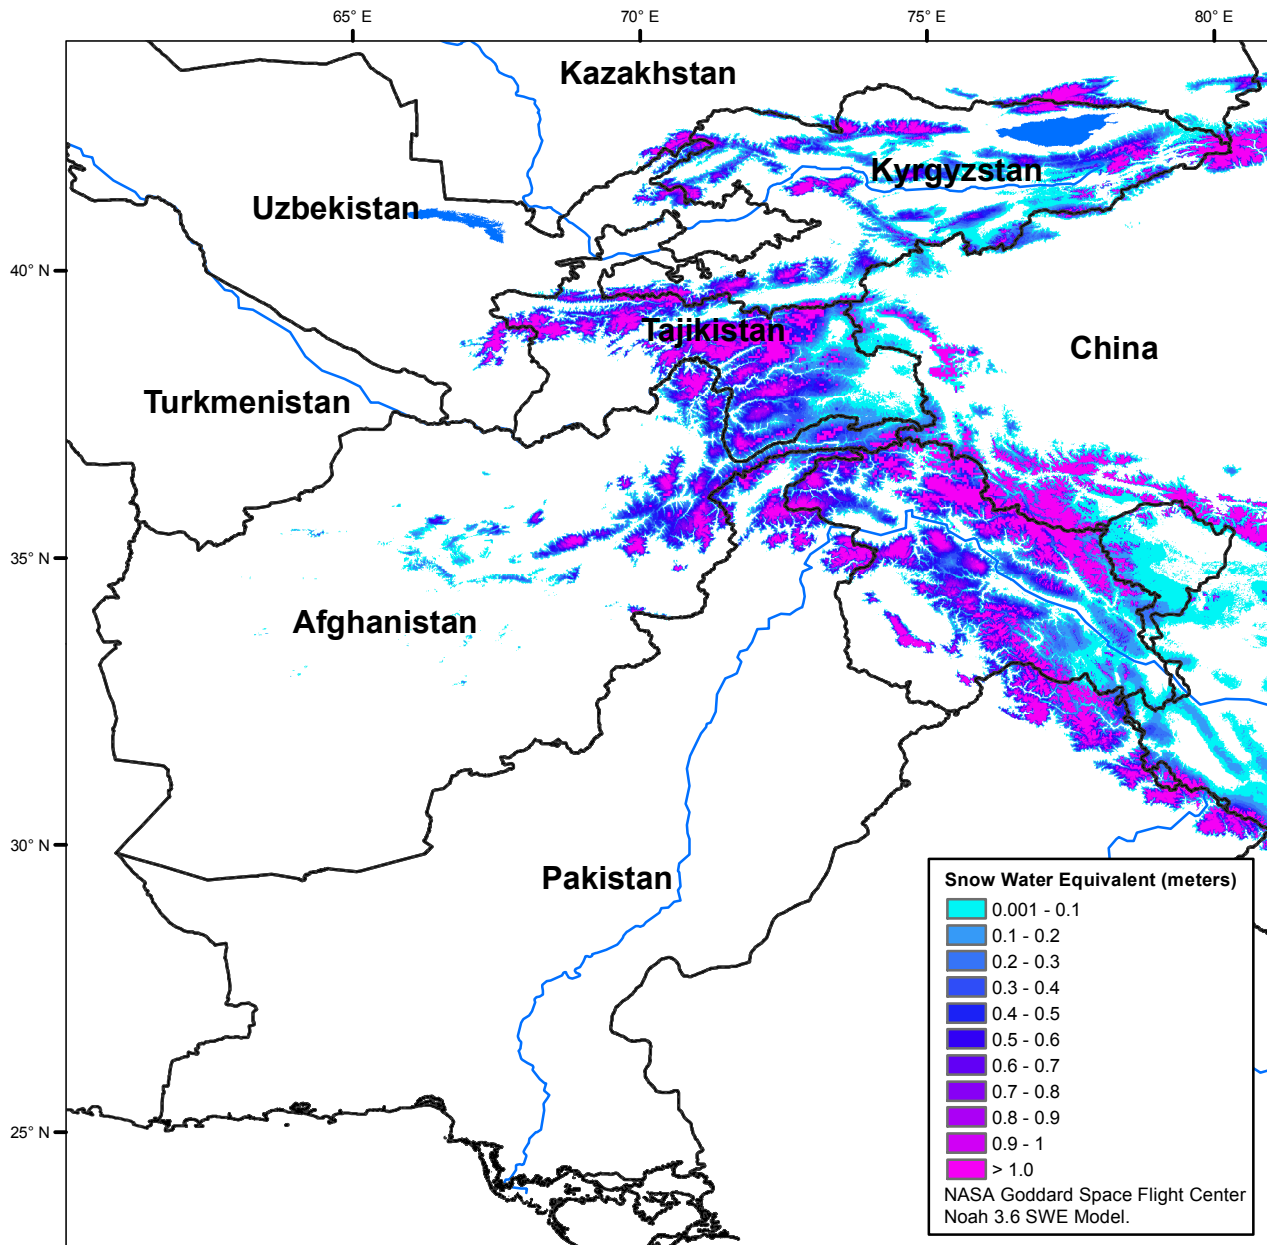 65° E
70° E
75° E
80° E
Kazakhstan
Kyrgyzstan
Uzbekistan
40° N
Tajikistan
China
Turkmenistan
35° N
Afghanistan
30° N
Pakistan
25° N
Snow Water Equivalent (meters)
0.001 - 0.1
0.1 - 0.2
0.2 - 0.3
0.3 - 0.4
0.4 - 0.5
0.5 - 0.6
0.6 - 0.7
0.7 - 0.8
0.8 - 0.9
0.9 - 1
> 1.0
NASA Goddard Space Flight Center
Noah 3.6 SWE Model.